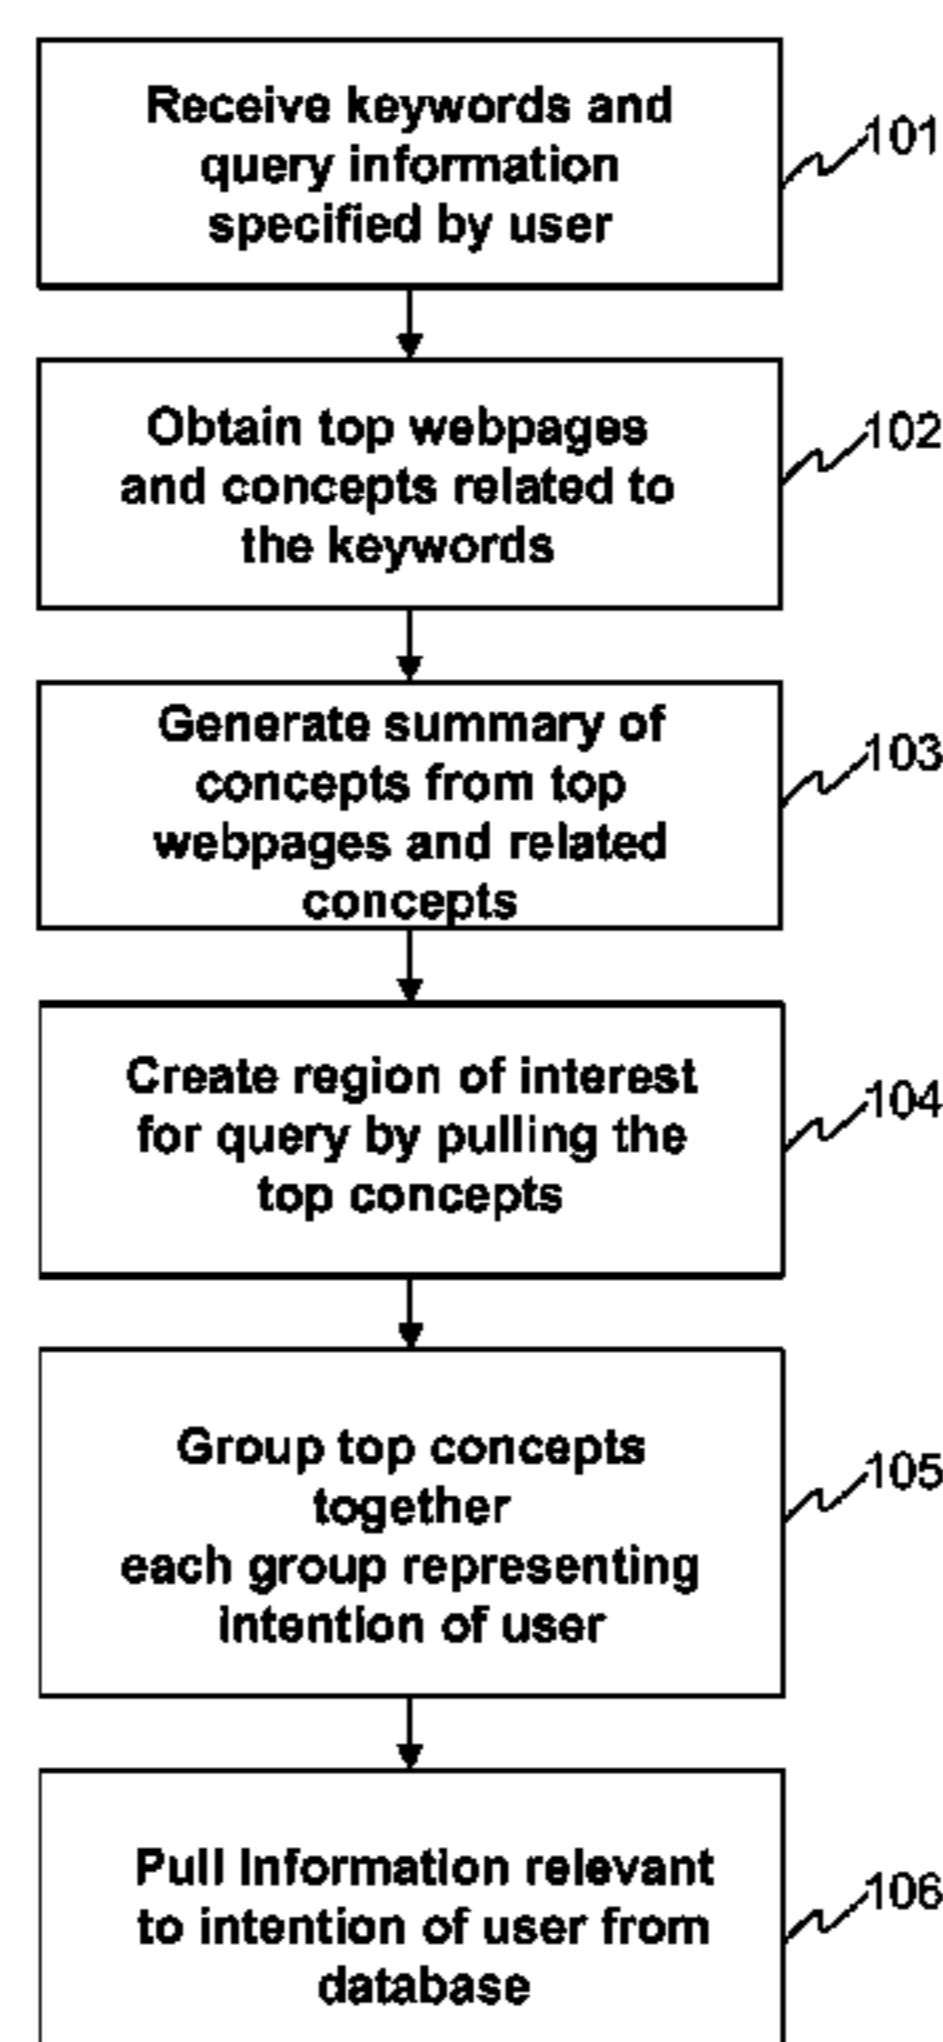 Receive keywords and
query information
specified by user
101
Obtain top webpages
and concepts related to
the keywords
102
Generate summary of
concepts from top
webpages and related
concepts
103
Create region of interest
for query by pulling the
top concepts
104
Group top concepts
together
each group representing
intention of user
105
Pull Information relevant
to intention of user from
database
106